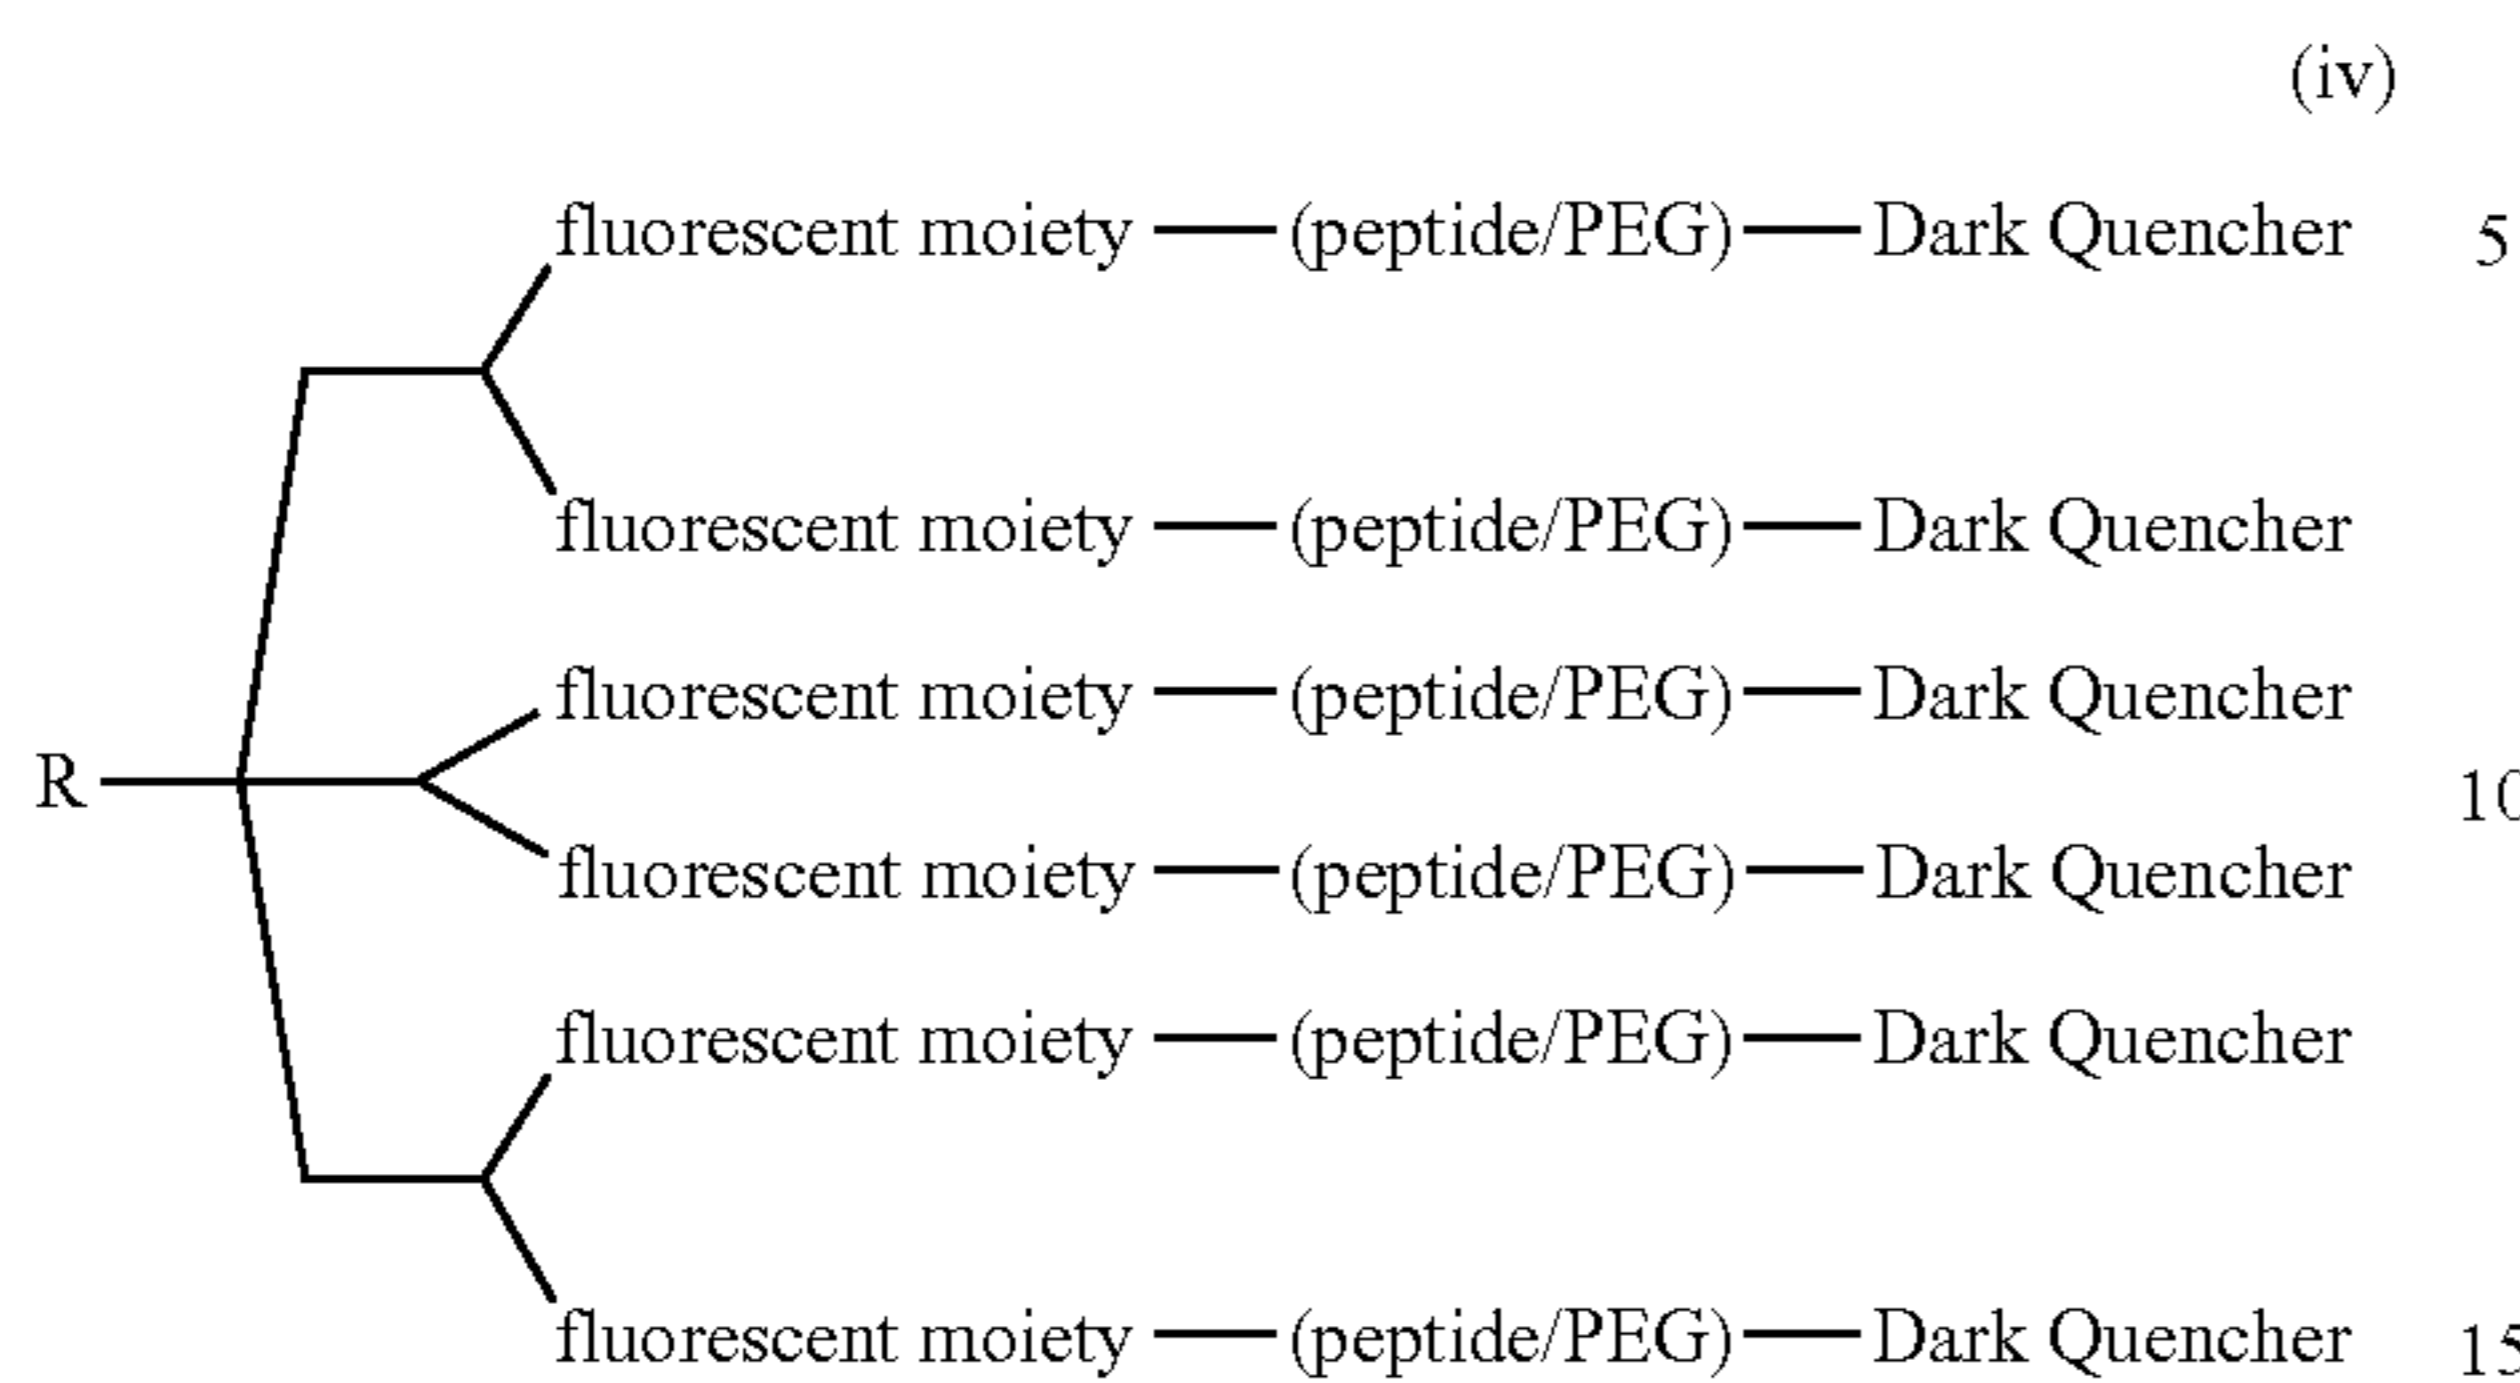 (iv)
fluorescent moiety — (peptide/PEG) — Dark Quencher 5
fluorescent moiety — (peptide/PEG) — Dark Quencher
fluorescent moiety — (peptide/PEG) — Dark Quencher
R 10
fluorescent moiety — (peptide/PEG) — Dark Quencher
fluorescent moiety — (peptide/PEG) — Dark Quencher
fluorescent moiety — (peptide/PEG) — Dark Quencher 15